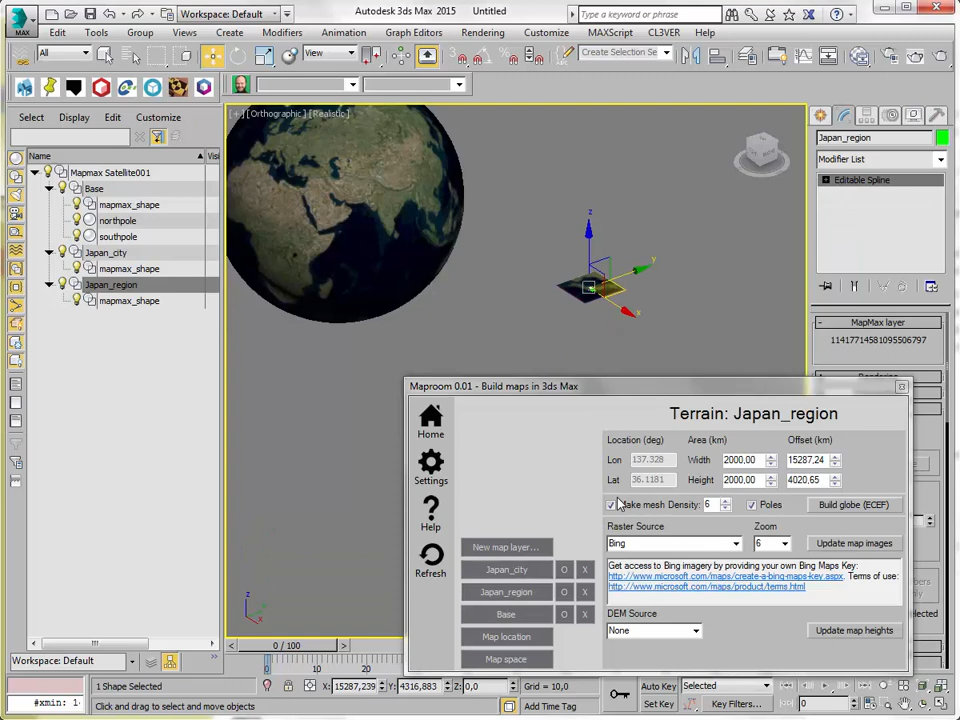 MAX
Workspace: Default
Autodesk 3ds Max 2015 Untitled
Type a keyword or phrase
Edit Tools Group Views Create Modifiers Animation Graph Editors Rendering Customize MAXScript CL3VER Help
All
View
Create Selection Se
Select Display Edit Customize
Name
Mapmax Satellite001
Base
mapmax_shape
northpole
southpole
Japan_city
mapmax_shape
Japan_region
mapmax_shape
[+] [Orthographic] [Realistic]
z
y
x
z
x
Japan_region
Modifier List
Editable Spline
MapMax layer
11417714581095506797
Maprooom 0.01 - Build maps in 3ds Max
Home
Settings
Help
Refresh
New map layer...
Japan_city O X
Japan_region O X
Base O X
Map location
Map space
Terrain: Japan_region
Location (deg) Area (km) Offset (km)
Lon 137.328 Width 2000,00 15287,24
Lat 36.1181 Height 2000,00 4020,65
Make mesh Density: 6 Poles Build globe (ECEF)
Raster Source Zoom
Bing 6 Update map images
Get access to Bing imagery by providing your own Bing Maps Key:
http://www.microsoft.com/maps/create-a-bing-maps-key.aspx. Terms of use:
http://www.microsoft.com/maps/product/terms.html
DEM Source
None Update map heights
Workspace: Default
0 / 100
0 10 20
#xmin: 1
1 Shape Selected
X: 15287,239 Y: 4316,883 Z: 0,0 Grid = 10,0
Click and drag to select and move objects
Add Time Tag
Auto Key Selected
Set Key Key Filters...
0